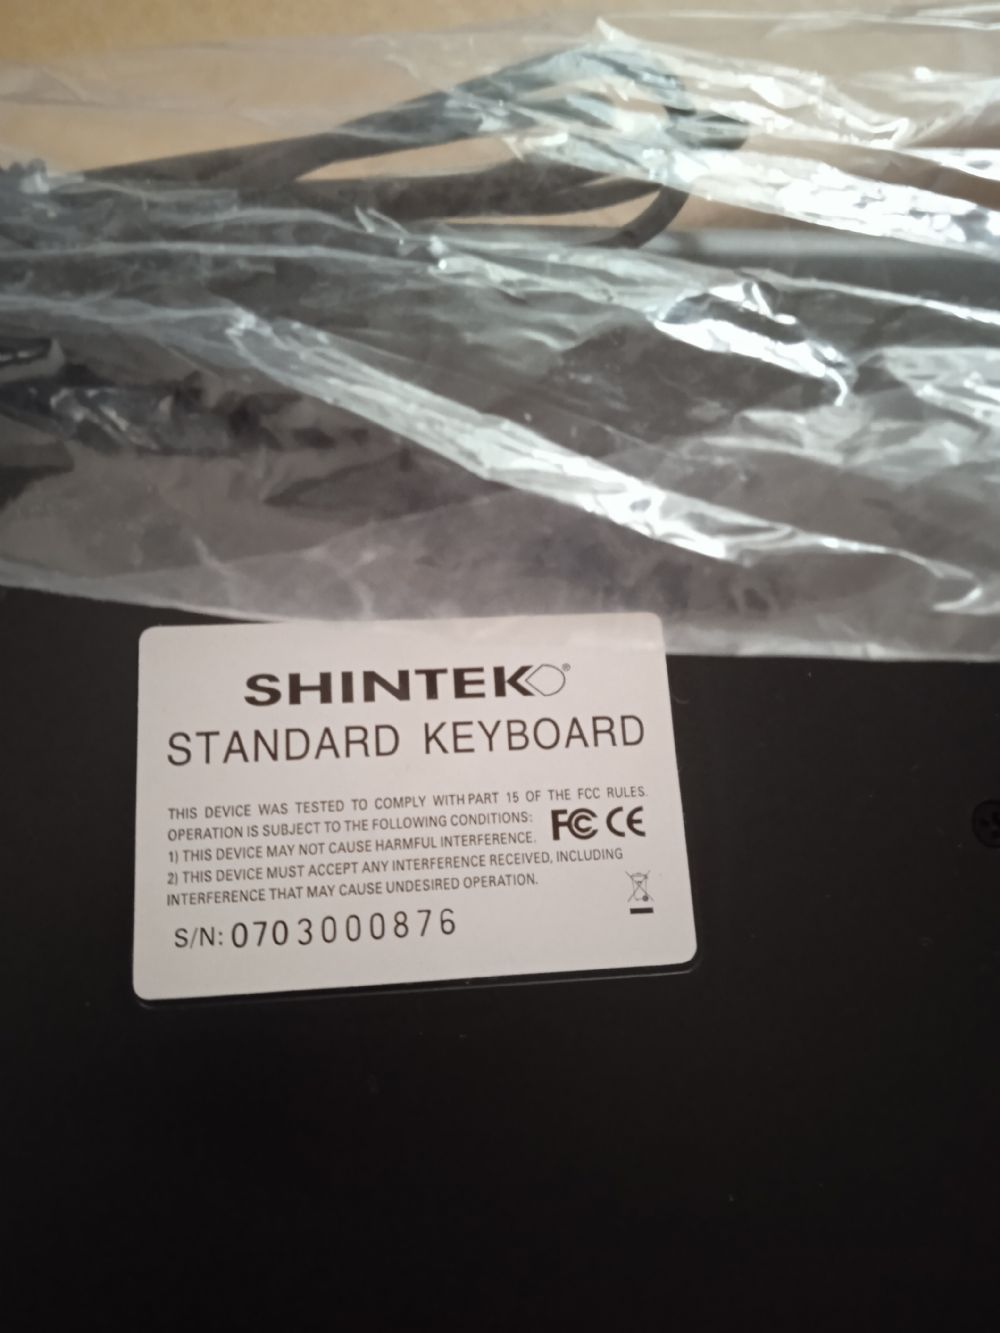 SHINTEK®
STANDARD KEYBOARD
THIS DEVICE WAS TESTED TO COMPLY WITH PART 15 OF THE FCC RULES.
OPERATION IS SUBJECT TO THE FOLLOWING CONDITIONS:
1) THIS DEVICE MAY NOT CAUSE HARMFUL INTERFERENCE.
2) THIS DEVICE MUST ACCEPT ANY INTERFERENCE RECEIVED, INCLUDING
INTERFERENCE THAT MAY CAUSE UNDESIRED OPERATION.
FC CE
S/N: 0703000876